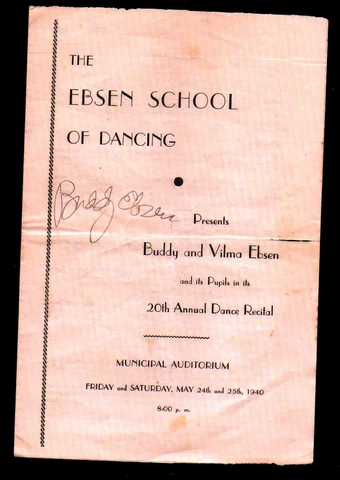 THE
EBSEN SCHOOL
OF DANCING
Buddy Ebsen
Presents
Buddy and Vilma Ebsen
and its Pupils in its
20th Annual Dance Recital
MUNICIPAL AUDITORIUM
FRIDAY and SATURDAY, MAY 24th and 25th, 1940
8:00 p. m.